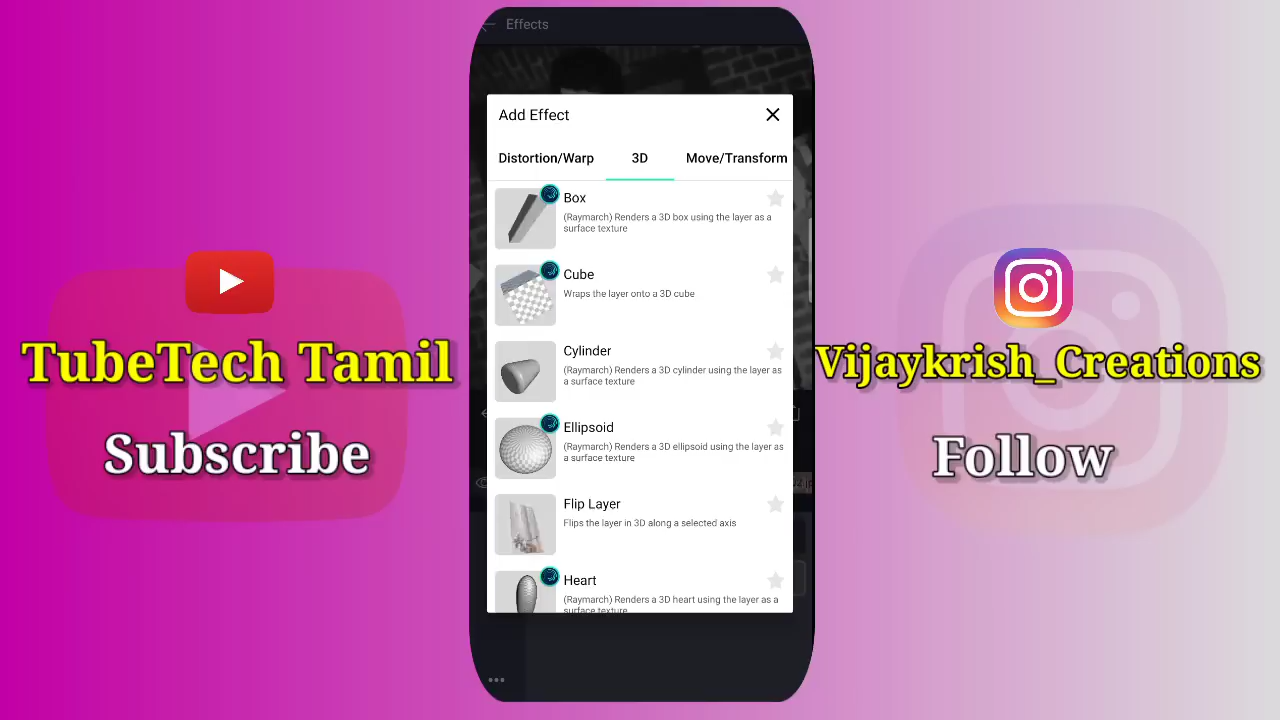 Effects
Add Effect
Distortion/Warp 3D Move/Transform
Box
(Raymarch) Renders a 3D box using the layer as a
surface texture
Cube
Wraps the layer onto a 3D cube
Cylinder
(Raymarch) Renders a 3D cylinder using the layer as
a surface texture
Ellipsoid
(Raymarch) Renders a 3D ellipsoid using the layer as
a surface texture
Flip Layer
Flips the layer in 3D along a selected axis
Heart
(Raymarch) Renders a 3D heart using the layer as a
surface texture
TubeTech Tamil
Subscribe
Vijaykrish_Creations
Follow